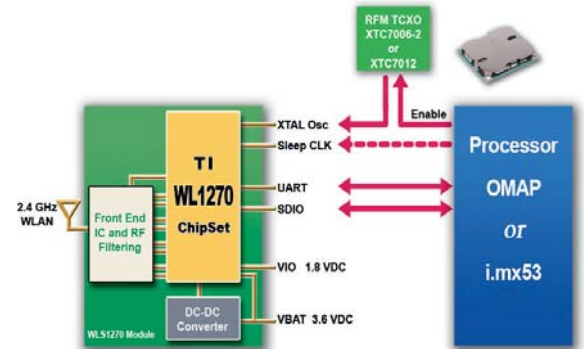 RFM TCXO
XTC7006-2
or
XTC7012
Enable
XTAL Osc
Sleep CLK
UART
SDIO
VIO 1.8 VDC
VBAT 3.6 VDC
TI
WL1270
ChipSet
2.4 GHz
WLAN
Front End
IC and RF
Filtering
DC-DC
Converter
WLS1270 Module
Processor
OMAP
or
i.mx53